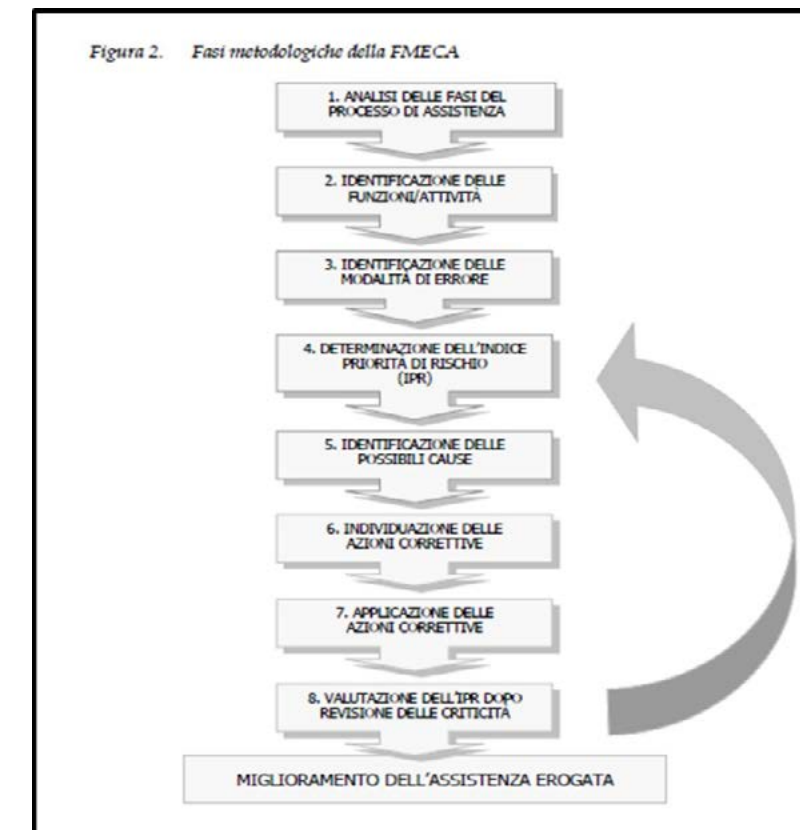 Figura 2. Fasi metodologiche della FMECA
1. ANALISI DELLE FASI DEL
PROCESSO DI ASSISTENZA
2. IDENTIFICAZIONE DELLE
FUNZIONI/ATTIVITÀ
3. IDENTIFICAZIONE DELLE
MODALITÀ DI ERRORE
4. DETERMINAZIONE DELL'INDICE
PRIORITÀ DI RISCHIO
(IPR)
5. IDENTIFICAZIONE DELLE
POSSIBILI CAUSE
6. INDIVIDUAZIONE DELLE
AZIONI CORRETTIVE
7. APPLICAZIONE DELLE
AZIONI CORRETTIVE
8. VALUTAZIONE DELL'IPR DOPO
REVISIONE DELLE CRITICITÀ
MIGLIORAMENTO DELL'ASSISTENZA EROGATA